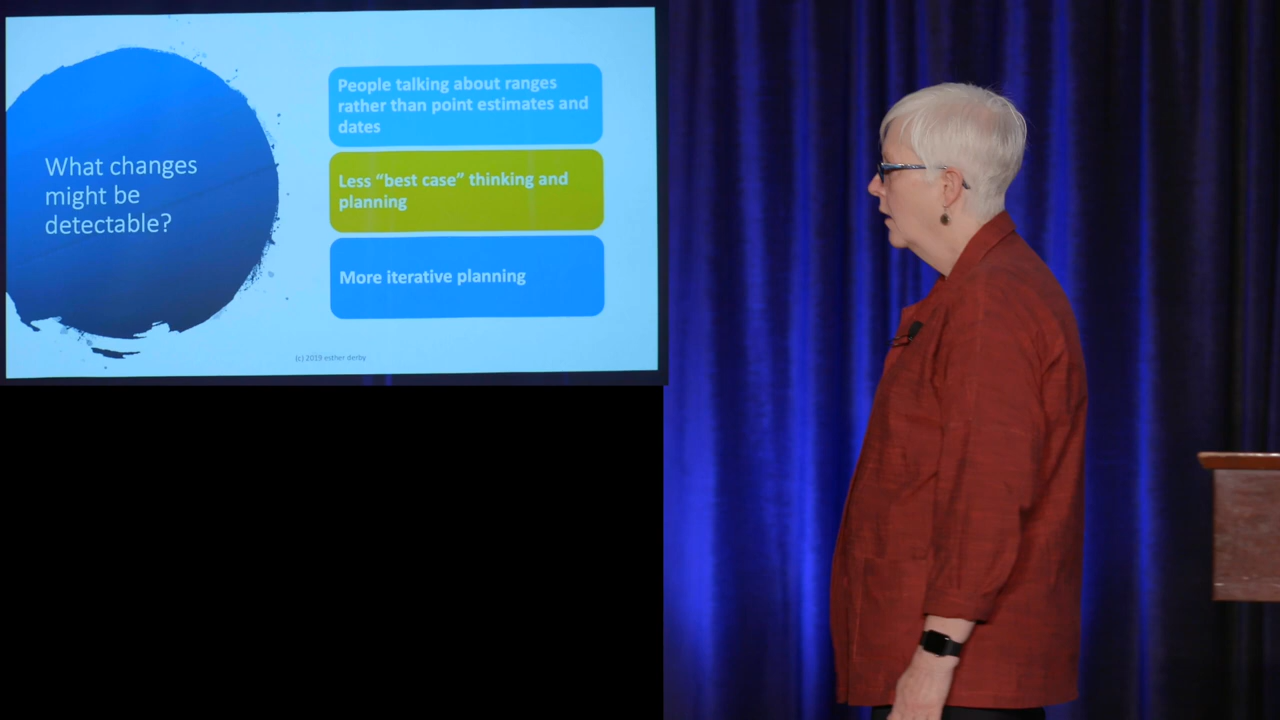 What changes
might be
detectable?
People talking about ranges
rather than point estimates and
dates
Less “best case” thinking and
planning
More iterative planning
(c) 2019 esther derby